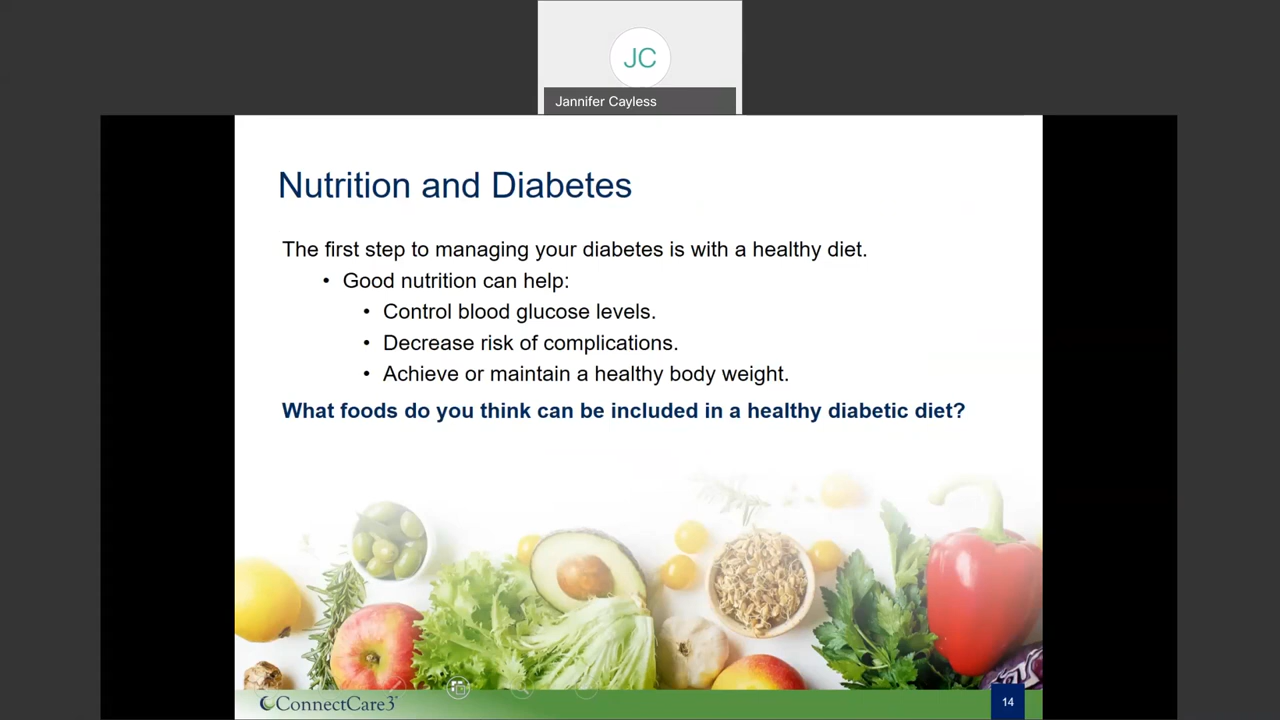 JC
Jannifer Cayless
Nutrition and Diabetes
The first step to managing your diabetes is with a healthy diet.
• Good nutrition can help:
• Control blood glucose levels.
• Decrease risk of complications.
• Achieve or maintain a healthy body weight.
What foods do you think can be included in a healthy diabetic diet?
ConnectCare3
14